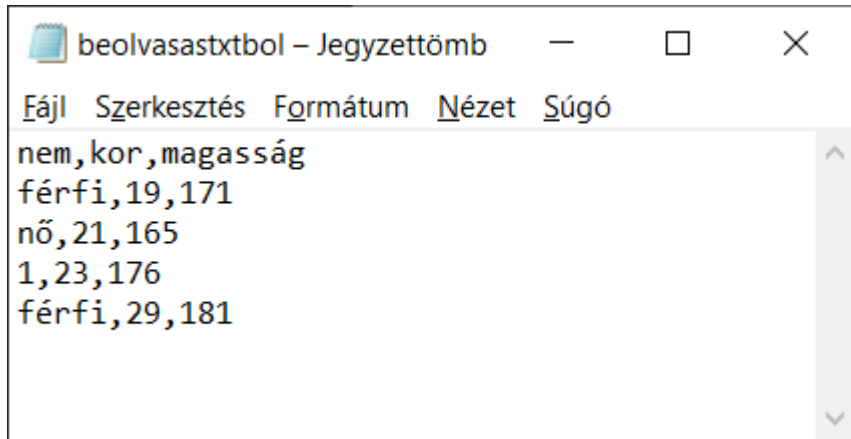 beolvasastxtbol – Jegyzettömb
Fájl Szerkesztés Formátum Nézet Súgó
nem,kor,magasság
férfi,19,171
nő,21,165
1,23,176
férfi,29,181